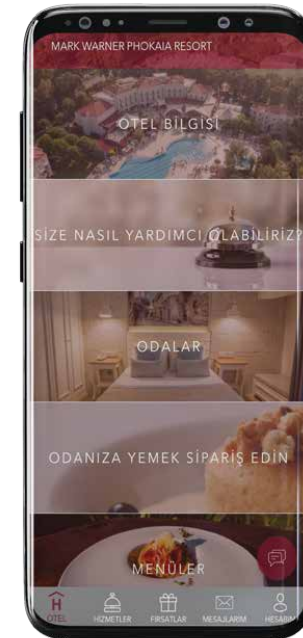 MARK WARNER PHOKAIA RESORT
OTEL BİLGİSİ
SİZE NASIL YARDIMCI OLABİLİRİZ?
ODALAR
ODANIZA YEMEK SİPARİŞ EDİN
MENÜLER
OTEL HİZMETLER FIRSATLAR MESAJLARIM HESABIM